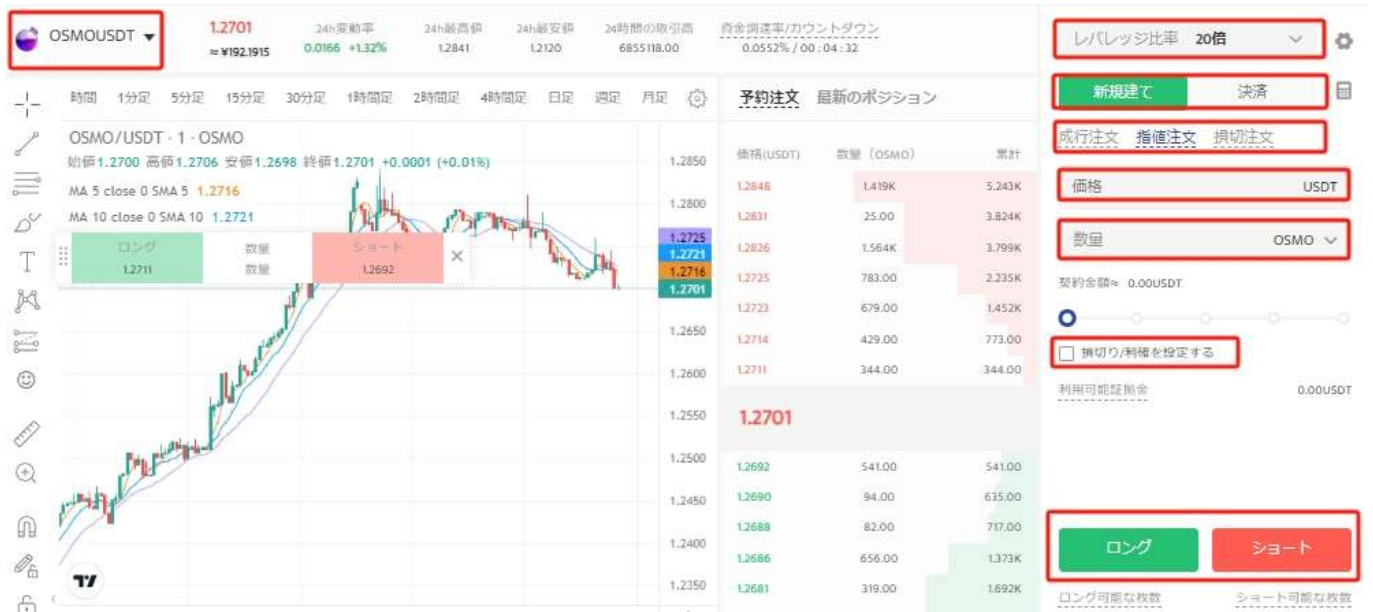 OSMOUSDT
1.2701
≈ ¥192.1915
24h変動率
0.0166 +1.32%
24h最高値
1.2841
24h最安値
1.2120
24時間の取引高
6855118.00
資金調達率/カウントダウン
0.0552% / 00 : 04 : 32
レバレッジ比率 20倍
時間 1分足 5分足 15分足 30分足 1時間足 2時間足 4時間足 日足 週足 月足
OSMO/USDT · 1 · OSMO
始値1.2700 高値1.2706 安値1.2698 終値1.2701 +0.0001 (+0.01%)
MA 5 close 0 SMA 5 1.2716
MA 10 close 0 SMA 10 1.2721
ロング 数量 ショート
1.2711 数量 1.2692
1.2850
1.2800
1.2725
1.2721
1.2716
1.2701
1.2650
1.2600
1.2550
1.2500
1.2450
1.2400
1.2350
予約注文 最新のポジション
価格(USDT) 数量（OSMO） 累計
1.2848 1.419K 5.243K
1.2831 25.00 3.824K
1.2826 1.564K 3.799K
1.2725 783.00 2.235K
1.2723 679.00 1.452K
1.2714 429.00 773.00
1.2711 344.00 344.00
1.2701
1.2692 541.00 541.00
1.2690 94.00 635.00
1.2688 82.00 717.00
1.2686 656.00 1.373K
1.2681 319.00 1.692K
新規建て 決済
成行注文 指値注文 損切注文
価格 USDT
数量 OSMO
契約金額≈ 0.00USDT
損切り/利確を設定する
利用可能証拠金 0.00USDT
ロング ショート
ロング可能な枚数 ショート可能な枚数